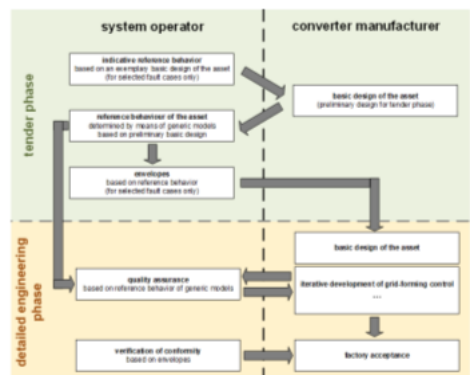 system operator
converter manufacturer
tender phase
indicative reference behavior
based on an exemplary basic design of the asset
(for selected fault cases only)
basic design of the asset
(preliminary design for tender phase)
reference behaviour of the asset
determined by means of generic models
based on preliminary basic design
envelopes
based on reference behavior
(for selected fault cases only)
detailed engineering
phase
basic design of the asset
quality assurance
based on reference behavior of generic models
iterative development of grid-forming control
....
verification of conformity
based on envelopes
factory acceptance